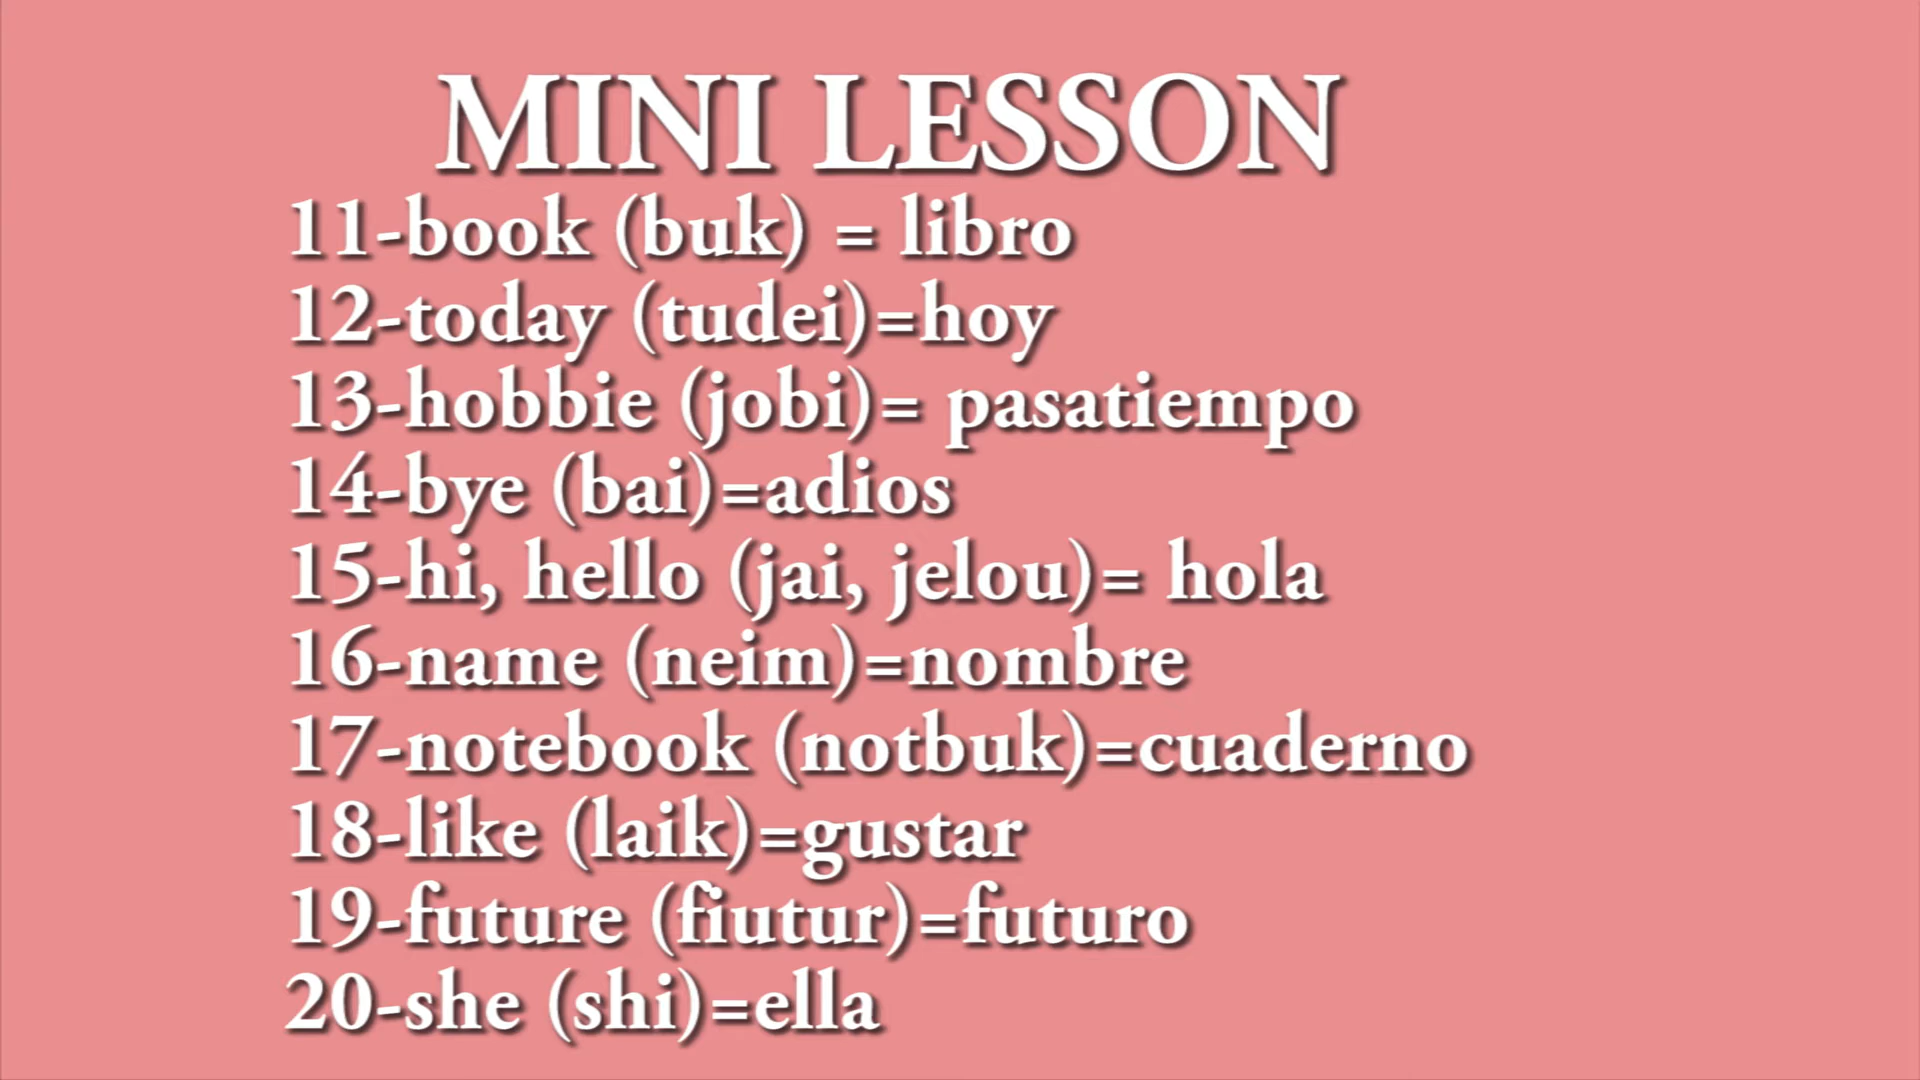 MINI LESSON
11-book (buk) = libro
12-today (tudei)=hoy
13-hobbie (jobi)= pasatiempo
14-bye (bai)=adios
15-hi, hello (jai, jelou)= hola
16-name (neim)=nombre
17-notebook (notbuk)=cuaderno
18-like (laik)=gustar
19-future (fiutur)=futuro
20-she (shi)=ella